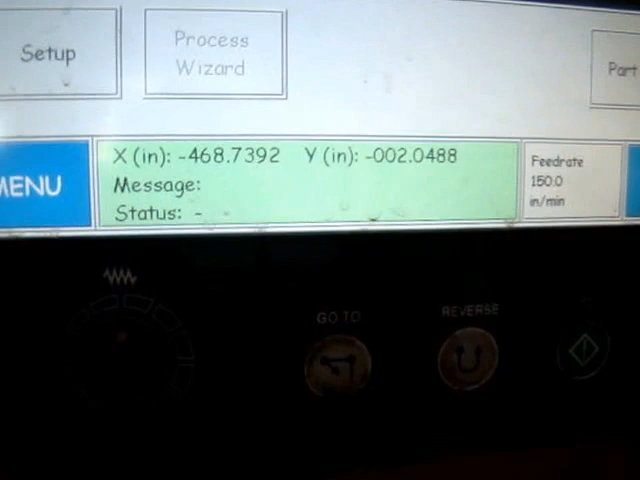 Setup
Process
Wizard
Part
MENU
X (in): -468.7392 Y (in): -002.0488
Message:
Status: -
Feedrate
150.0
in/min
GO TO
REVERSE